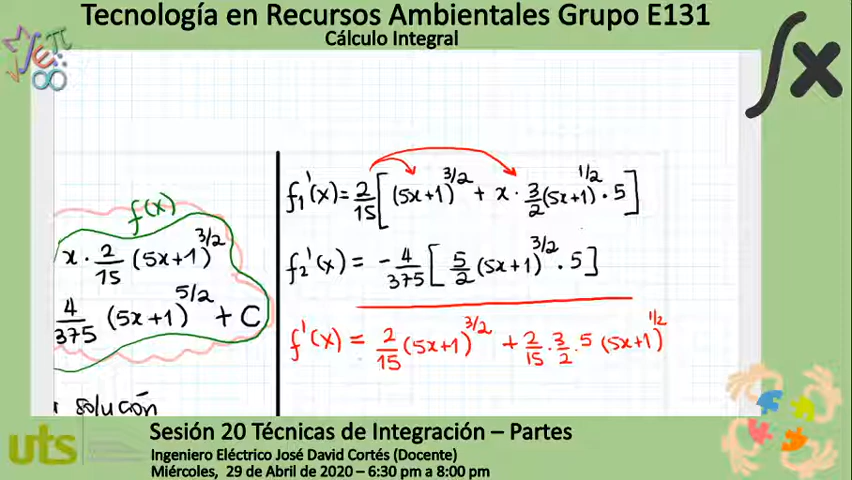 Tecnología en Recursos Ambientales Grupo E131
Cálculo Integral
∫x
f(x)
x · 2/15 (5x+1)^3/2
4/375 (5x+1)^5/2 + C
solución
f₁'(x) = 2/15 [ (5x+1)^3/2 + x · 3/2 (5x+1)^1/2 · 5 ]
f₂'(x) = - 4/375 [ 5/2 (5x+1)^3/2 · 5 ]
f'(x) = 2/15 (5x+1)^3/2 + 2/15 · 3/2 · 5 (5x+1)^1/2
uts
Sesión 20 Técnicas de Integración – Partes
Ingeniero Eléctrico José David Cortés (Docente)
Miércoles, 29 de Abril de 2020 – 6:30 pm a 8:00 pm